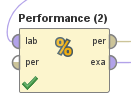 Performance (2)
lab per
per exa
%